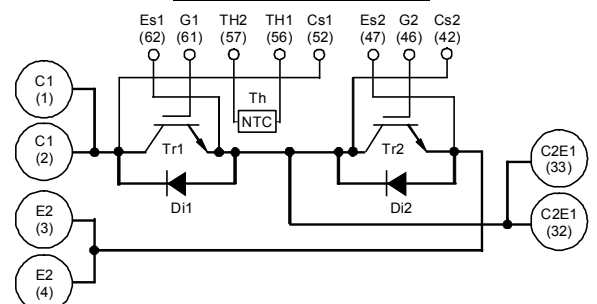 Es1 G1 TH2 TH1 Cs1 Es2 G2 Cs2
(62) (61) (57) (56) (52) (47) (46) (42)
C1
(1)
Th
NTC
C1
(2)
Tr1
Tr2
C2E1
(33)
Di1
Di2
E2
(3)
C2E1
(32)
E2
(4)